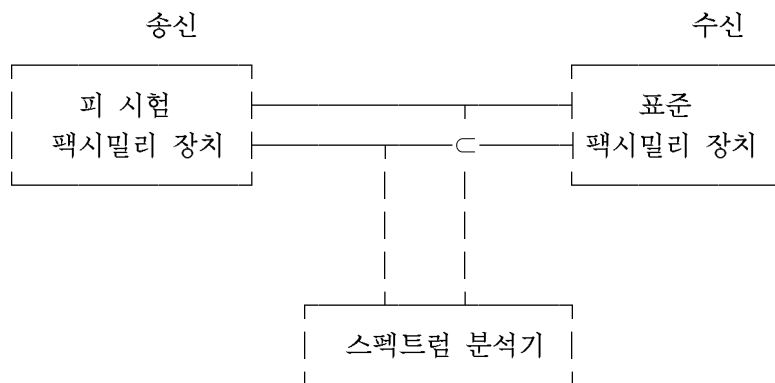 송신
수신
피 시험
팩시밀리 장치
표준
팩시밀리 장치
스펙트럼 분석기